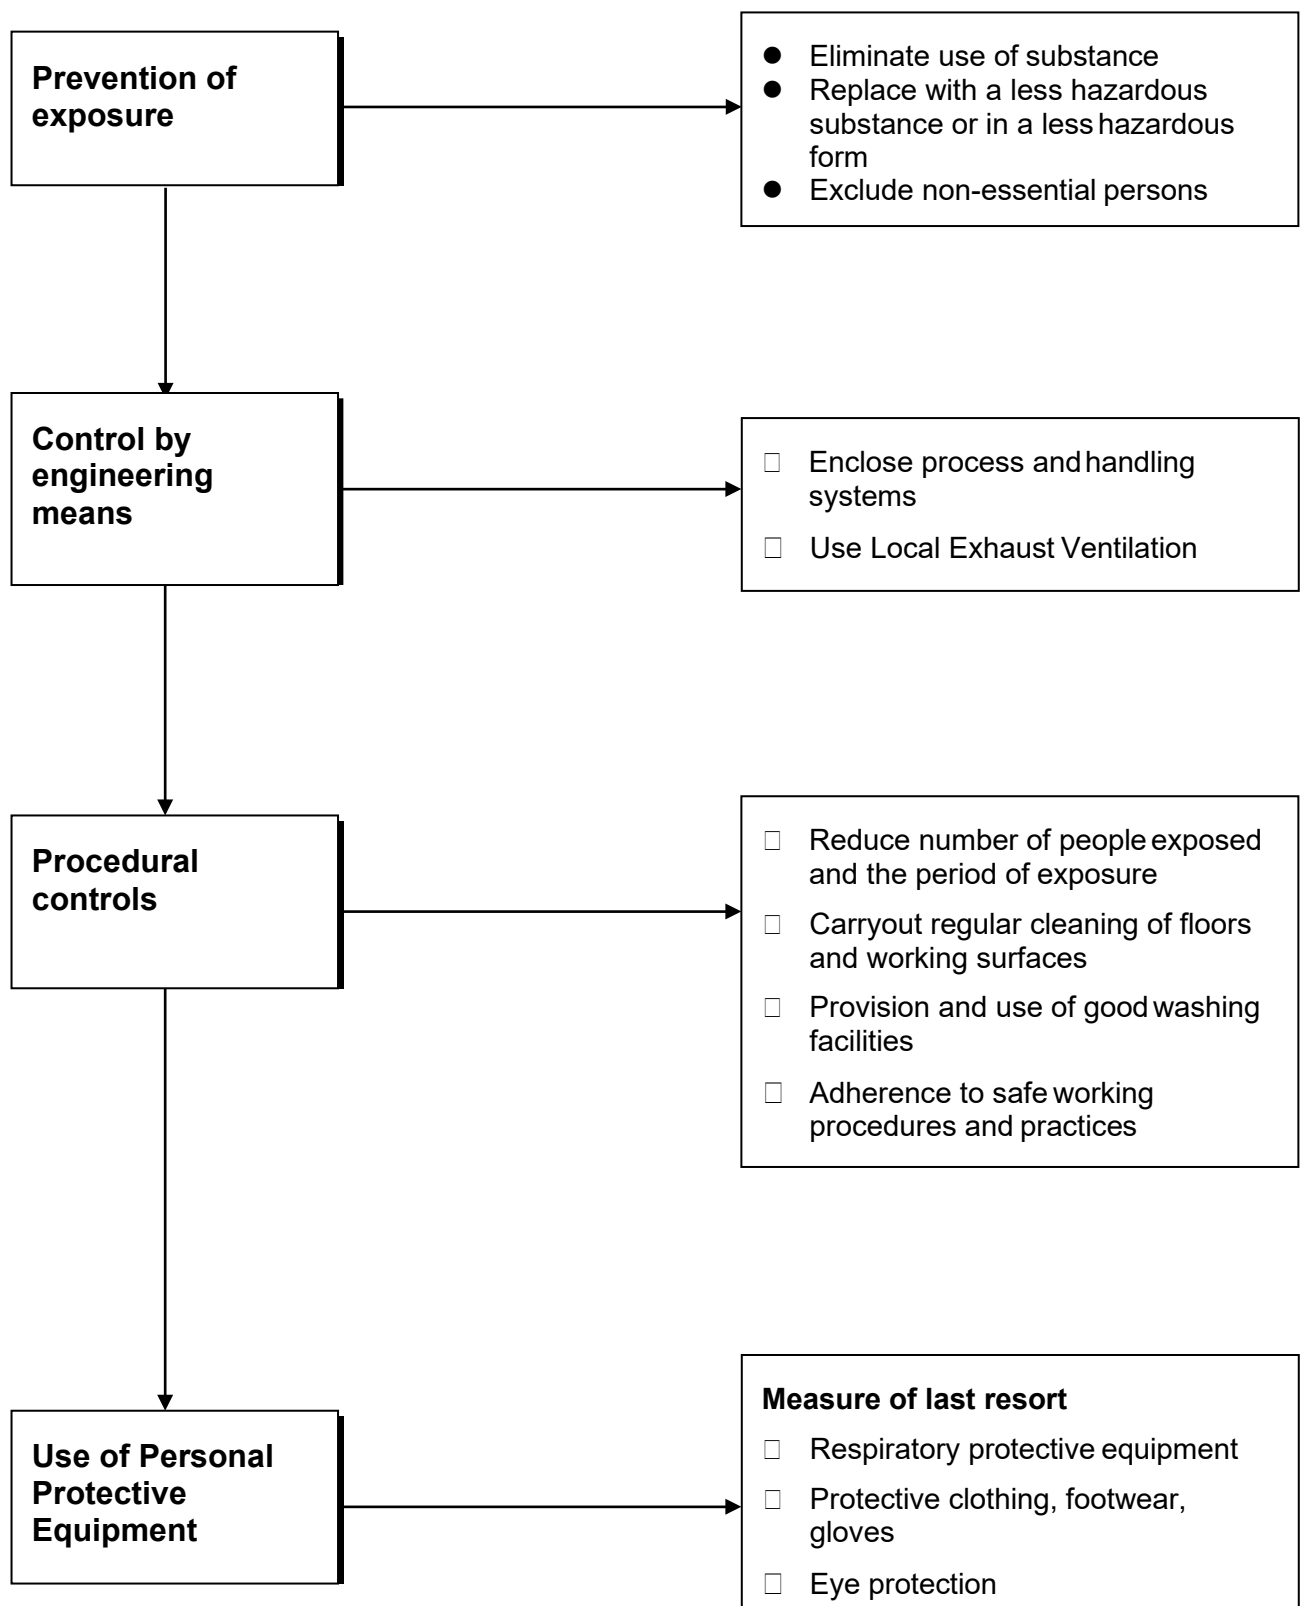 Prevention of
exposure
● Eliminate use of substance
● Replace with a less hazardous
substance or in a less hazardous
form
● Exclude non-essential persons
Control by
engineering
means
□ Enclose process and handling
systems
□ Use Local Exhaust Ventilation
Procedural
controls
□ Reduce number of people exposed
and the period of exposure
□ Carryout regular cleaning of floors
and working surfaces
□ Provision and use of good washing
facilities
□ Adherence to safe working
procedures and practices
Use of Personal
Protective
Equipment
Measure of last resort
□ Respiratory protective equipment
□ Protective clothing, footwear,
gloves
□ Eye protection